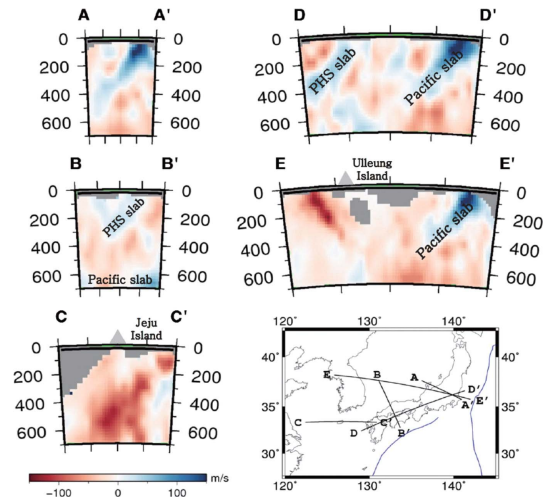 A A'
0 0
200 200
400 400
600 600
D D'
0 0
200 200
400 400
600 600
PHS slab
Pacific slab
B B'
0 0
200 200
400 400
600 600
PHS slab
Pacific slab
E E'
Ulleung
Island
0 0
200 200
400 400
600 600
Pacific slab
C C'
Jeju
Island
0 0
200 200
400 400
600 600
−100 0 100 m/s
120˚ 130˚ 140˚
40˚ 40˚
35˚ 35˚
30˚ 30˚
120˚ 130˚ 140˚
E B A D'
A' E'
C D C' B'